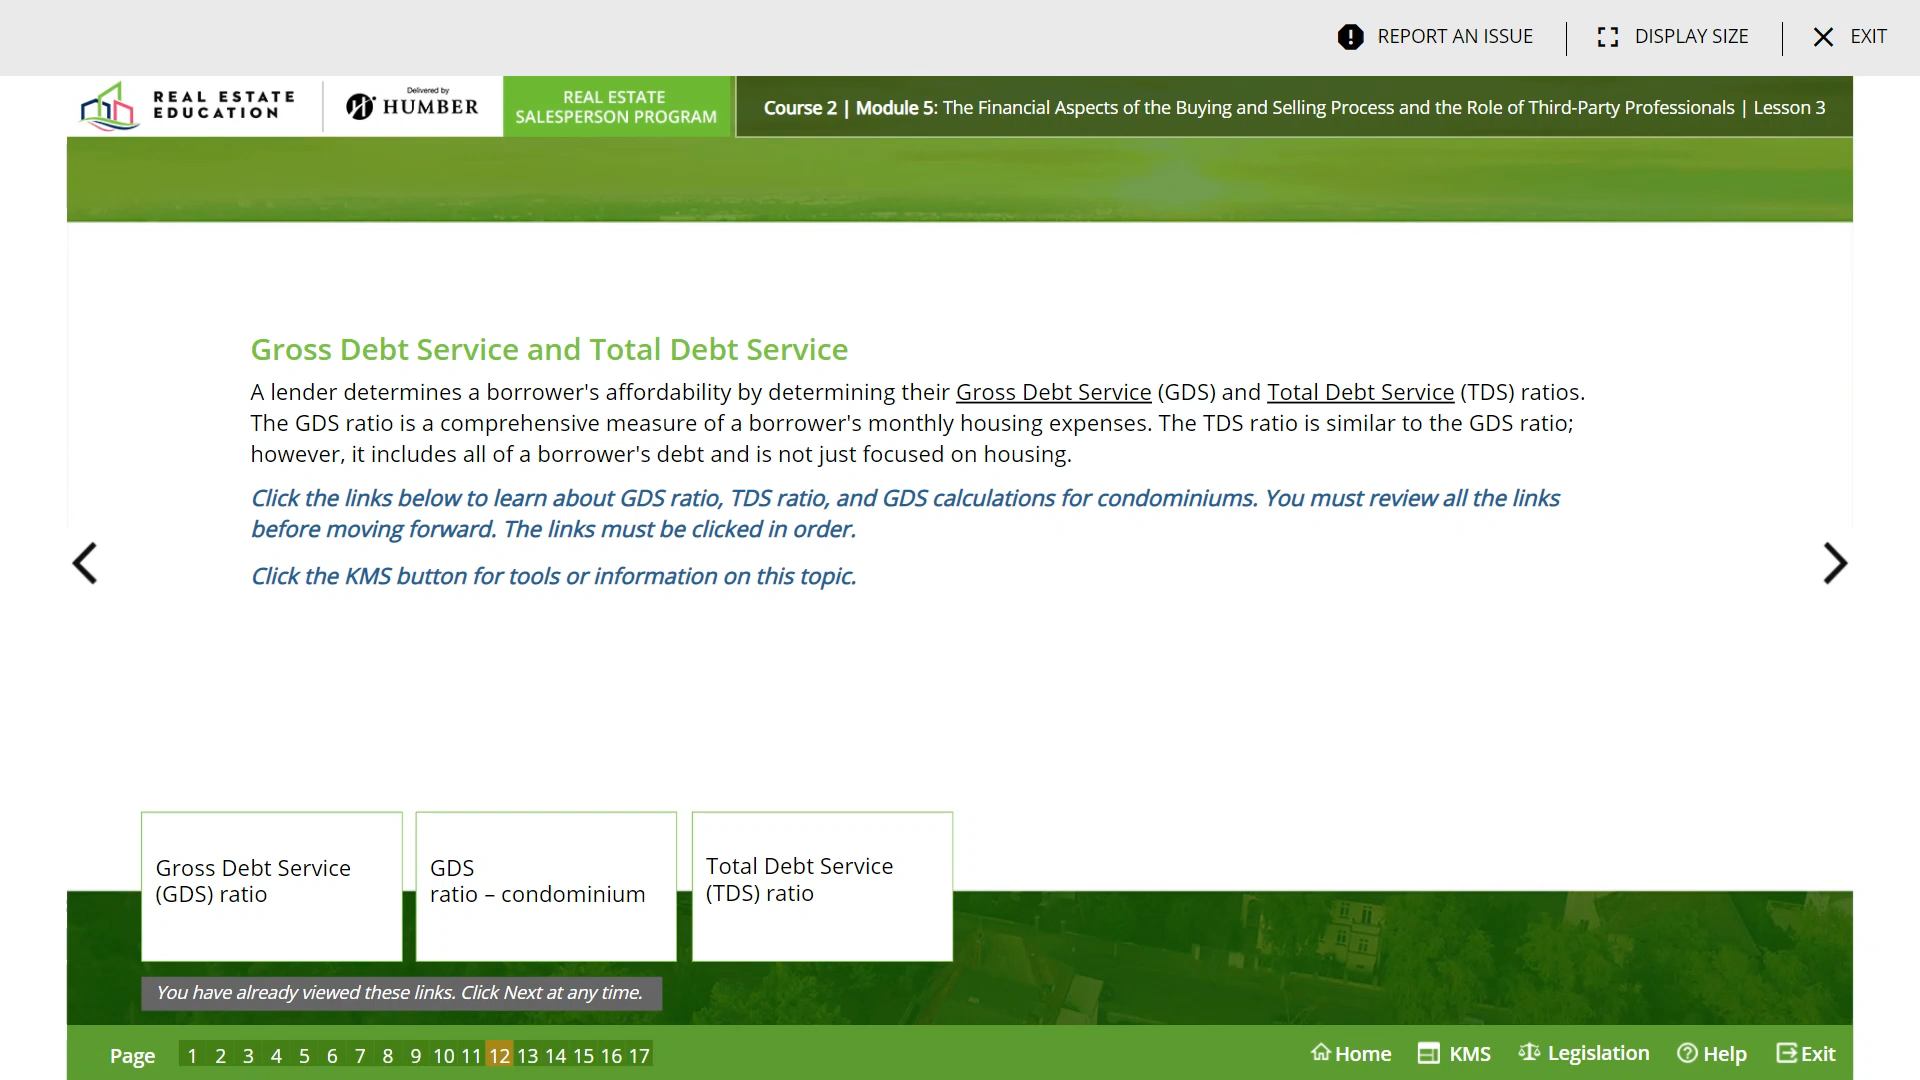 REPORT AN ISSUE
DISPLAY SIZE
EXIT
REAL ESTATE
EDUCATION
Delivered by
HUMBER
REAL ESTATE
SALESPERSON PROGRAM
Course 2 | Module 5: The Financial Aspects of the Buying and Selling Process and the Role of Third-Party Professionals | Lesson 3
Gross Debt Service and Total Debt Service
A lender determines a borrower's affordability by determining their Gross Debt Service (GDS) and Total Debt Service (TDS) ratios.
The GDS ratio is a comprehensive measure of a borrower's monthly housing expenses. The TDS ratio is similar to the GDS ratio;
however, it includes all of a borrower's debt and is not just focused on housing.
Click the links below to learn about GDS ratio, TDS ratio, and GDS calculations for condominiums. You must review all the links
before moving forward. The links must be clicked in order.
Click the KMS button for tools or information on this topic.
Gross Debt Service
(GDS) ratio
GDS
ratio – condominium
Total Debt Service
(TDS) ratio
You have already viewed these links. Click Next at any time.
Page 1 2 3 4 5 6 7 8 9 10 11 12 13 14 15 16 17
Home
KMS
Legislation
Help
Exit